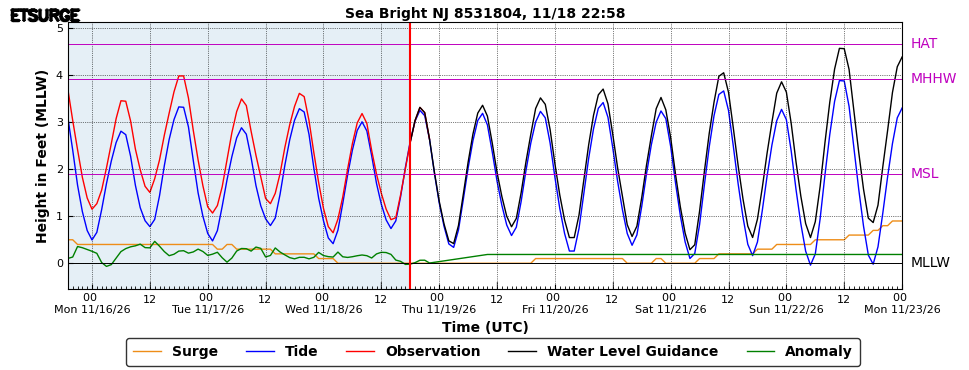 ETSURGE
Sea Bright NJ 8531804, 11/18 22:58
Height in Feet (MLLW)
5
4
3
2
1
0
HAT
MHHW
MSL
MLLW
00 12 00 12 00 12 00 12 00 12 00 12 00 12 00
Mon 11/16/26 Tue 11/17/26 Wed 11/18/26 Thu 11/19/26 Fri 11/20/26 Sat 11/21/26 Sun 11/22/26 Mon 11/23/26
Time (UTC)
Surge Tide Observation Water Level Guidance Anomaly